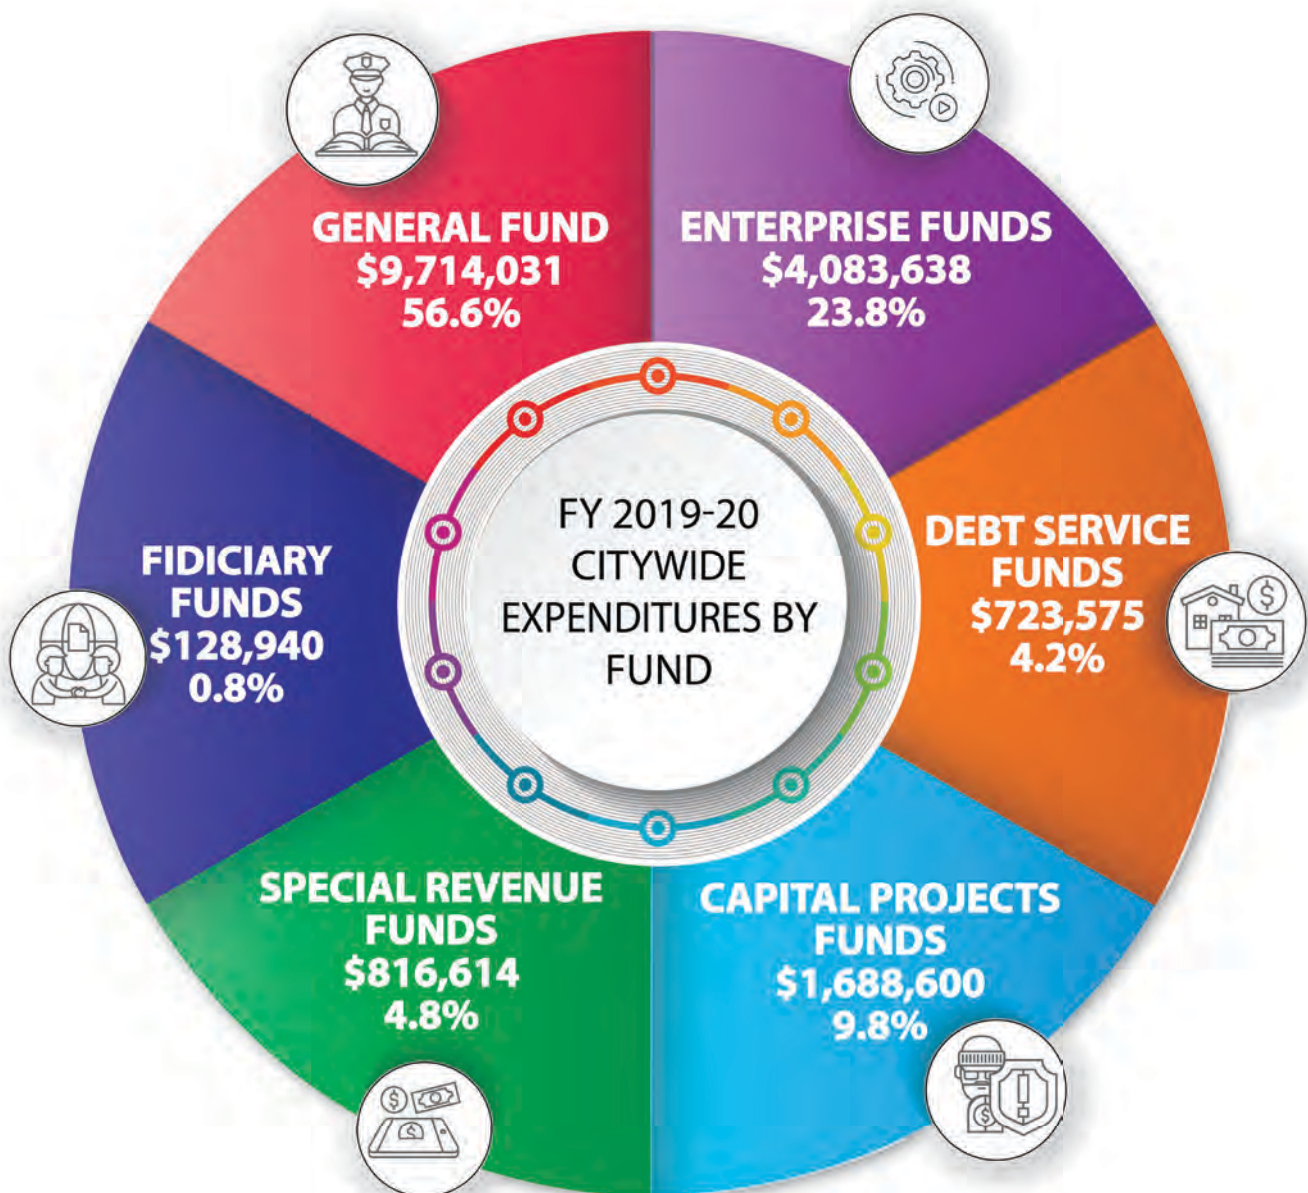 GENERAL FUND
$9,714,031
56.6%
ENTERPRISE FUNDS
$4,083,638
23.8%
FIDICIARY
FUNDS
$128,940
0.8%
FY 2019-20
CITYWIDE
EXPENDITURES BY
FUND
DEBT SERVICE
FUNDS
$723,575
4.2%
SPECIAL REVENUE
FUNDS
$816,614
4.8%
CAPITAL PROJECTS
FUNDS
$1,688,600
9.8%